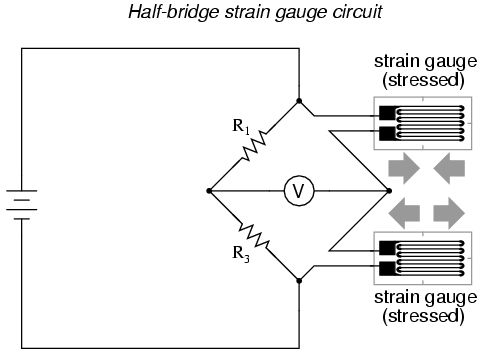 Half-bridge strain gauge circuit
strain gauge
(stressed)
R1
V
R3
strain gauge
(stressed)